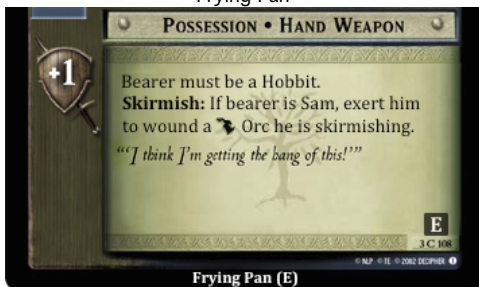 Frying Pan
POSSESSION • HAND WEAPON
+1
Bearer must be a Hobbit.
Skirmish: If bearer is Sam, exert him
to wound a Orc he is skirmishing.
“‘I think I’m getting the hang of this!’”
E
3 C 108
© NLP ©TE © 2002 DECIPHER
Frying Pan (E)